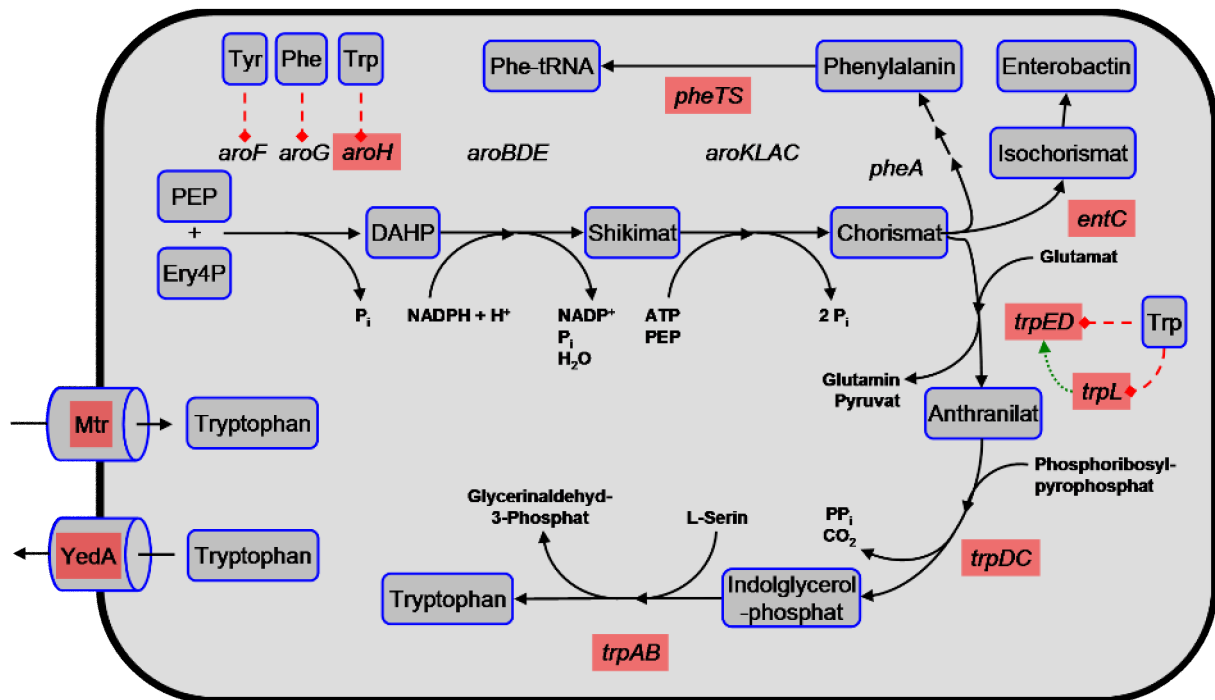 Tyr
Phe
Trp
aroF
aroG
aroH
Phe-tRNA
pheTS
Phenylalanin
Enterobactin
Isochorismat
aroBDE
aroKLAC
pheA
entC
PEP
+
Ery4P
DAHP
Shikimat
Chorismat
Pi
NADPH + H⁺
NADP⁺
Pi
H₂O
ATP
PEP
2 Pi
Glutamat
trpED
Trp
trpL
Glutamin
Pyruvat
Anthranilat
Mtr
Tryptophan
Phosphoribosyl-
pyrophosphat
Glycerinaldehyd-
3-Phosphat
L-Serin
PPi
CO₂
trpDC
YedA
Tryptophan
Tryptophan
Indolglycerol
-phosphat
trpAB